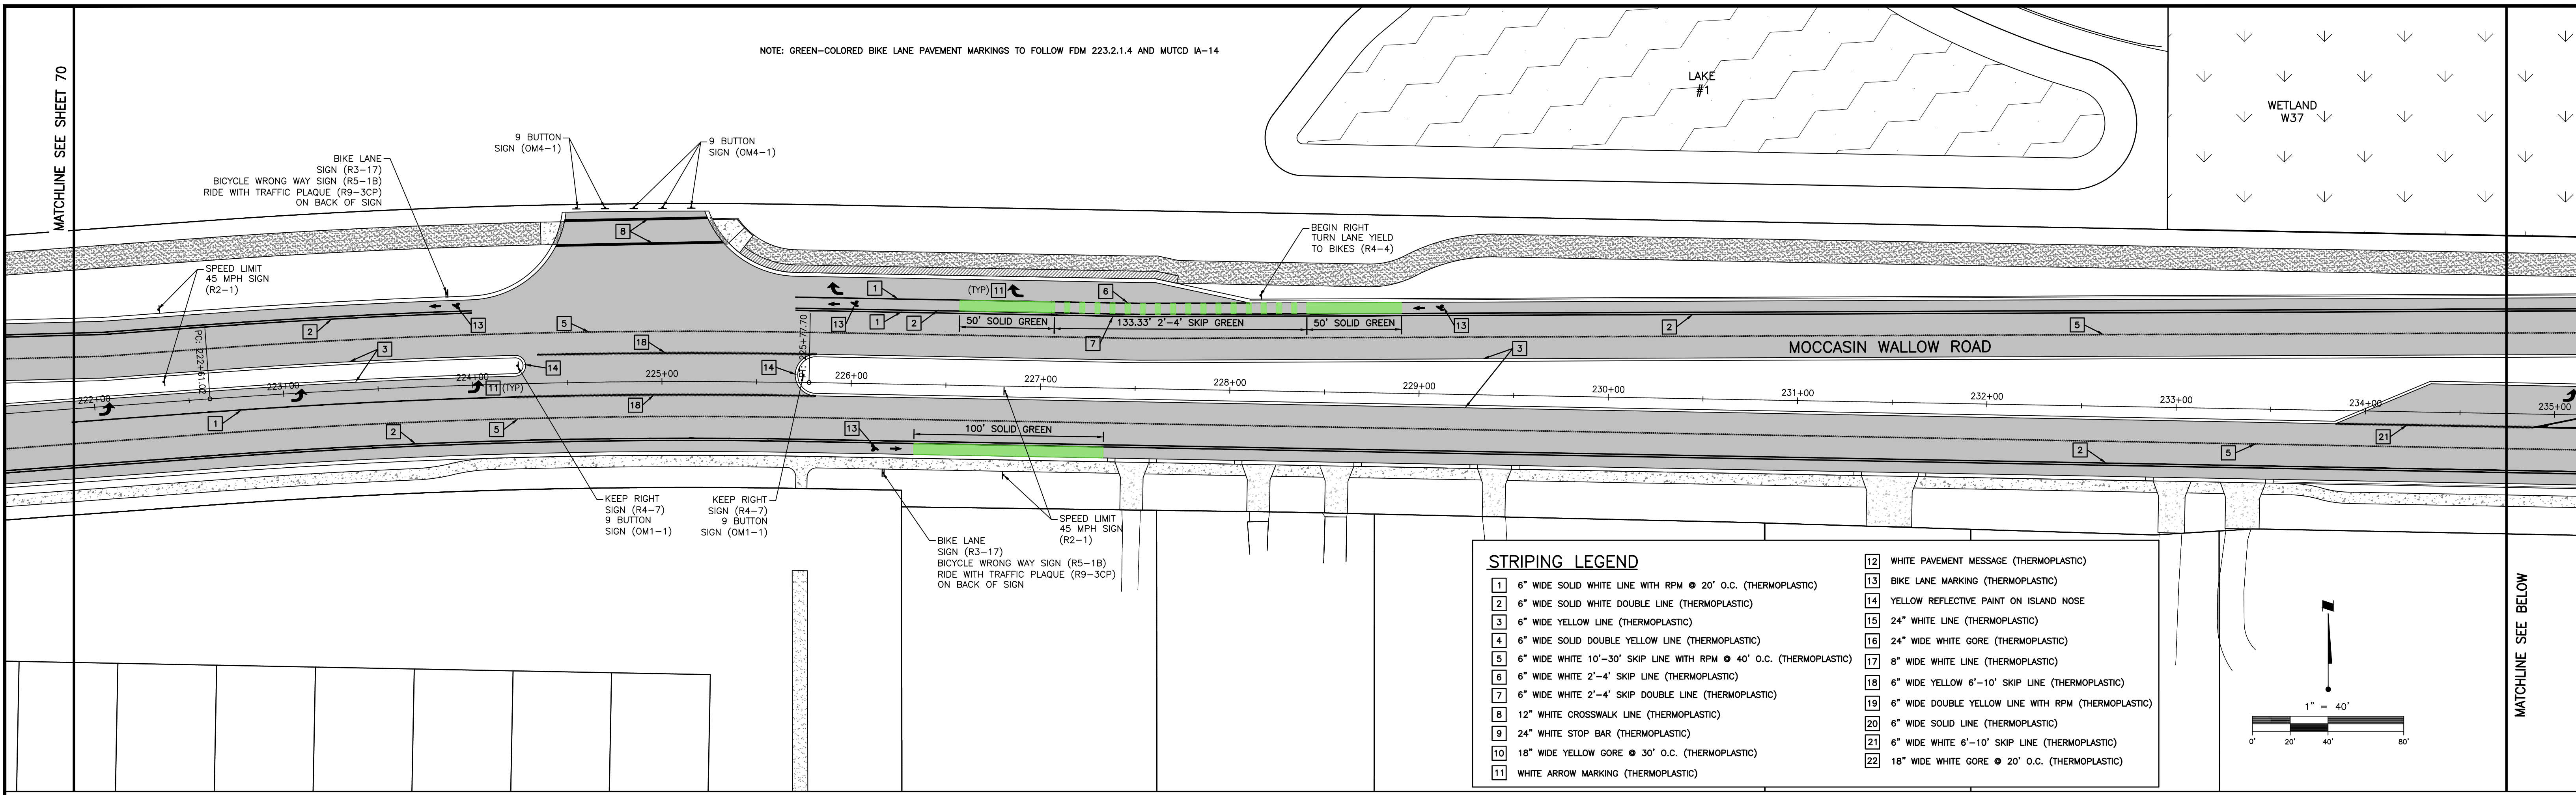 MATCHLINE SEE SHEET 70
NOTE: GREEN-COLORED BIKE LANE PAVEMENT MARKINGS TO FOLLOW FDM 223.2.1.4 AND MUTCD IA-14
LAKE
#1
WETLAND
W37
9 BUTTON
SIGN (OM4-1)
9 BUTTON
SIGN (OM4-1)
BIKE LANE
SIGN (R3-17)
BICYCLE WRONG WAY SIGN (R5-1B)
RIDE WITH TRAFFIC PLAQUE (R9-3CP)
ON BACK OF SIGN
8
BEGIN RIGHT
TURN LANE YIELD
TO BIKES (R4-4)
SPEED LIMIT
45 MPH SIGN
(R2-1)
1
(TYP) 11
6
2
5
13
13
1
2
50' SOLID GREEN
133.33' 2'-4' SKIP GREEN
50' SOLID GREEN
13
2
5
3
18
7
3
MOCCASIN WALLOW ROAD
14
14
PC: 222+61.02
PT: 225+77.70
222+00
223+00
224+00
225+00
226+00
227+00
228+00
229+00
230+00
231+00
232+00
233+00
234+00
235+00
11 (TYP)
1
18
2
5
13
100' SOLID GREEN
21
2
5
KEEP RIGHT
SIGN (R4-7)
9 BUTTON
SIGN (OM1-1)
KEEP RIGHT
SIGN (R4-7)
9 BUTTON
SIGN (OM1-1)
SPEED LIMIT
45 MPH SIGN
(R2-1)
BIKE LANE
SIGN (R3-17)
BICYCLE WRONG WAY SIGN (R5-1B)
RIDE WITH TRAFFIC PLAQUE (R9-3CP)
ON BACK OF SIGN
STRIPING LEGEND
1 6" WIDE SOLID WHITE LINE WITH RPM @ 20' O.C. (THERMOPLASTIC)
2 6" WIDE SOLID WHITE DOUBLE LINE (THERMOPLASTIC)
3 6" WIDE YELLOW LINE (THERMOPLASTIC)
4 6" WIDE SOLID DOUBLE YELLOW LINE (THERMOPLASTIC)
5 6" WIDE WHITE 10'-30' SKIP LINE WITH RPM @ 40' O.C. (THERMOPLASTIC)
6 6" WIDE WHITE 2'-4' SKIP LINE (THERMOPLASTIC)
7 6" WIDE WHITE 2'-4' SKIP DOUBLE LINE (THERMOPLASTIC)
8 12" WHITE CROSSWALK LINE (THERMOPLASTIC)
9 24" WHITE STOP BAR (THERMOPLASTIC)
10 18" WIDE YELLOW GORE @ 30' O.C. (THERMOPLASTIC)
11 WHITE ARROW MARKING (THERMOPLASTIC)
12 WHITE PAVEMENT MESSAGE (THERMOPLASTIC)
13 BIKE LANE MARKING (THERMOPLASTIC)
14 YELLOW REFLECTIVE PAINT ON ISLAND NOSE
15 24" WHITE LINE (THERMOPLASTIC)
16 24" WIDE WHITE GORE (THERMOPLASTIC)
17 8" WIDE WHITE LINE (THERMOPLASTIC)
18 6" WIDE YELLOW 6'-10' SKIP LINE (THERMOPLASTIC)
19 6" WIDE DOUBLE YELLOW LINE WITH RPM (THERMOPLASTIC)
20 6" WIDE SOLID LINE (THERMOPLASTIC)
21 6" WIDE WHITE 6'-10' SKIP LINE (THERMOPLASTIC)
22 18" WIDE WHITE GORE @ 20' O.C. (THERMOPLASTIC)
1" = 40'
0' 20' 40' 80'
MATCHLINE SEE BELOW